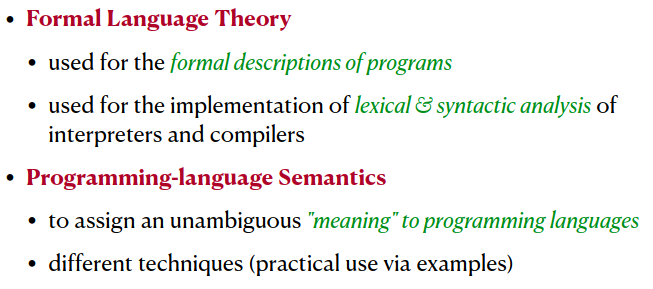 • Formal Language Theory
• used for the formal descriptions of programs
• used for the implementation of lexical & syntactic analysis of
interpreters and compilers
• Programming-language Semantics
• to assign an unambiguous "meaning" to programming languages
• different techniques (practical use via examples)